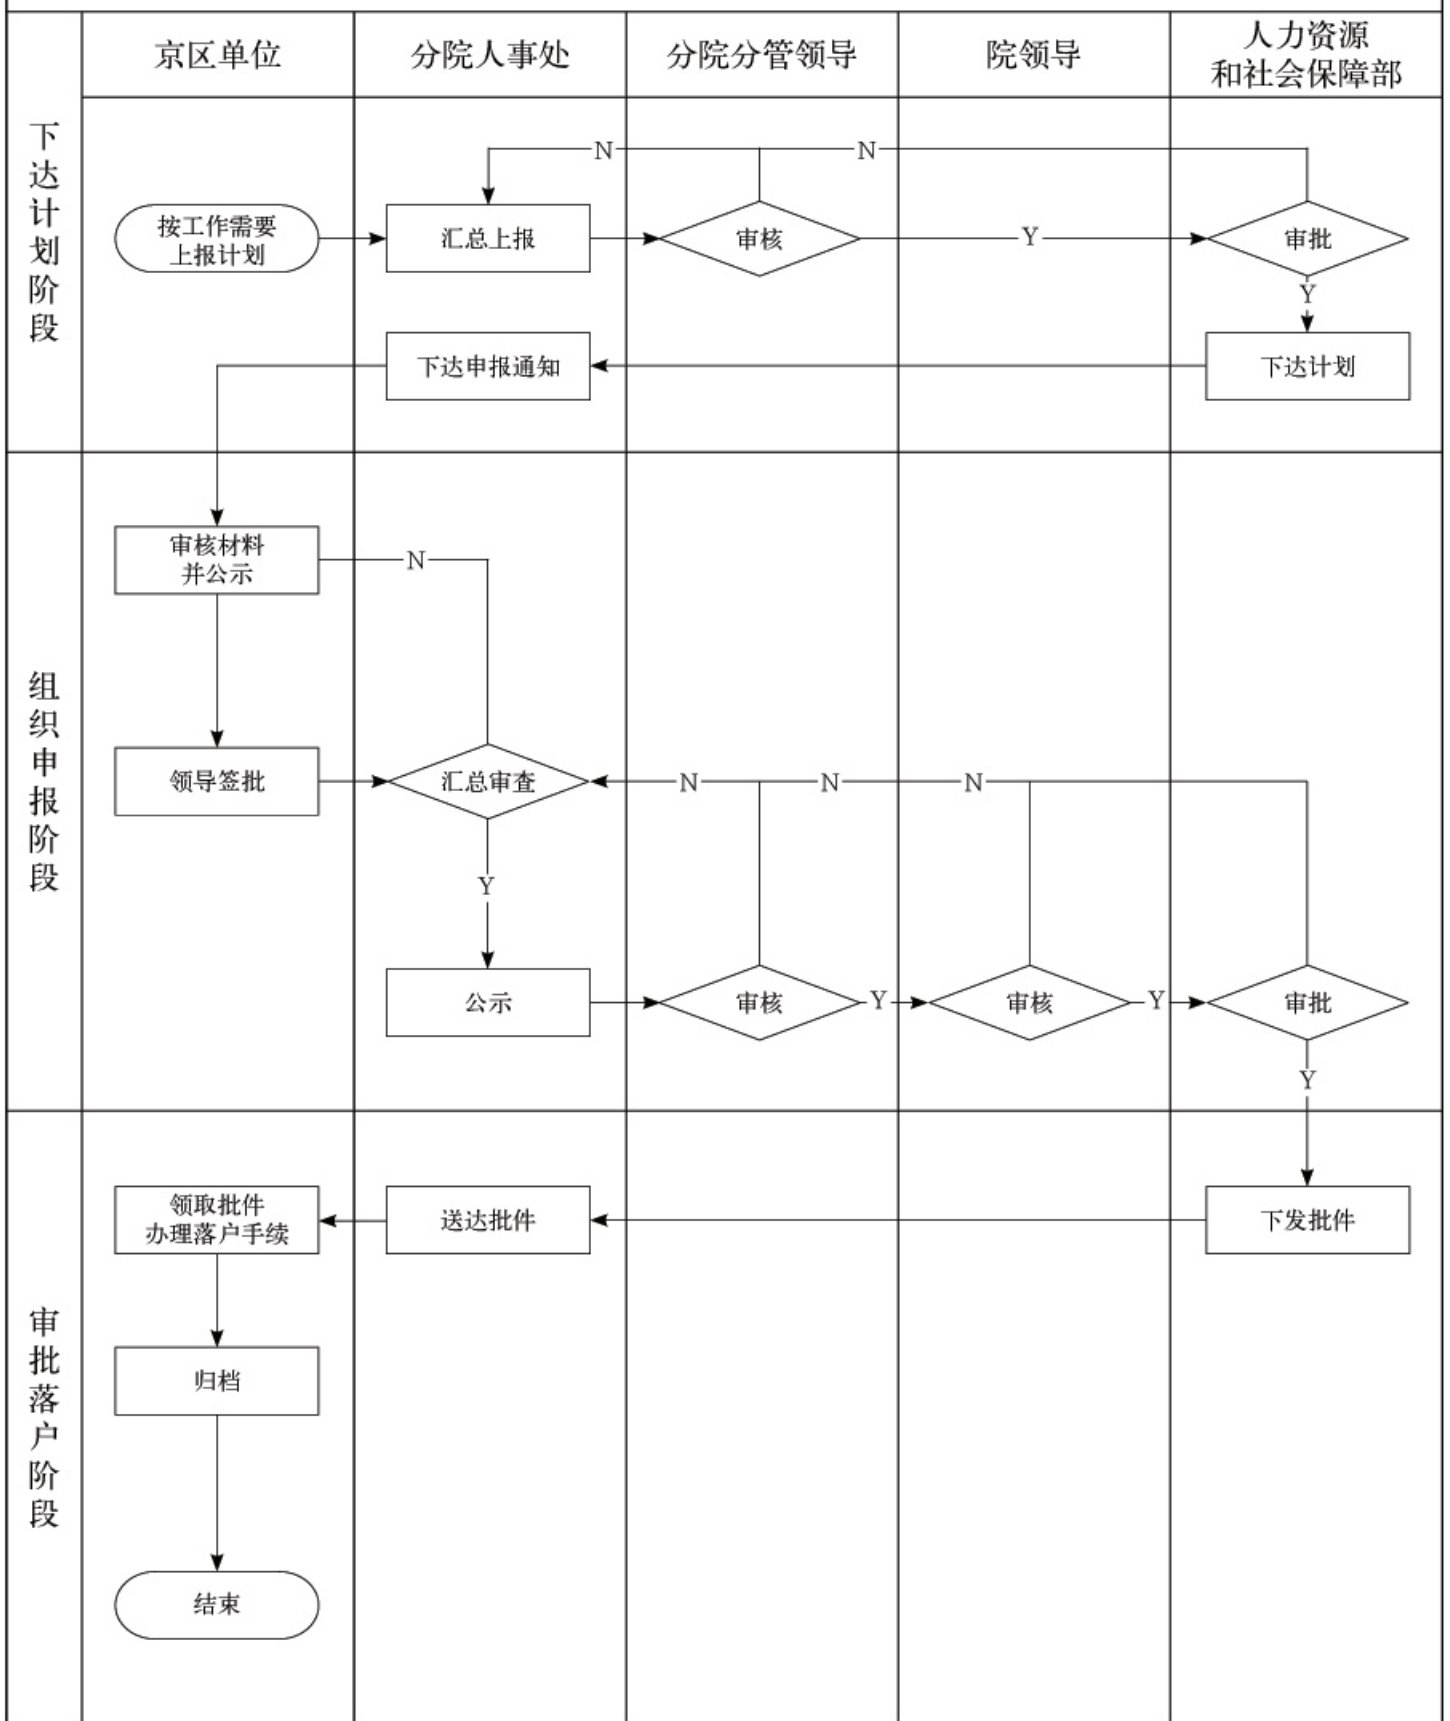 京区单位
分院人事处
分院分管领导
院领导
人力资源
和社会保障部
下达计划阶段
N
N
按工作需要
上报计划
汇总上报
审核
Y
审批
Y
下达申报通知
下达计划
组织申报阶段
审核材料
并公示
N
领导签批
汇总审查
N
N
N
Y
公示
审核
Y
审核
Y
审批
Y
审批落户阶段
领取批件
办理落户手续
送达批件
下发批件
归档
结束